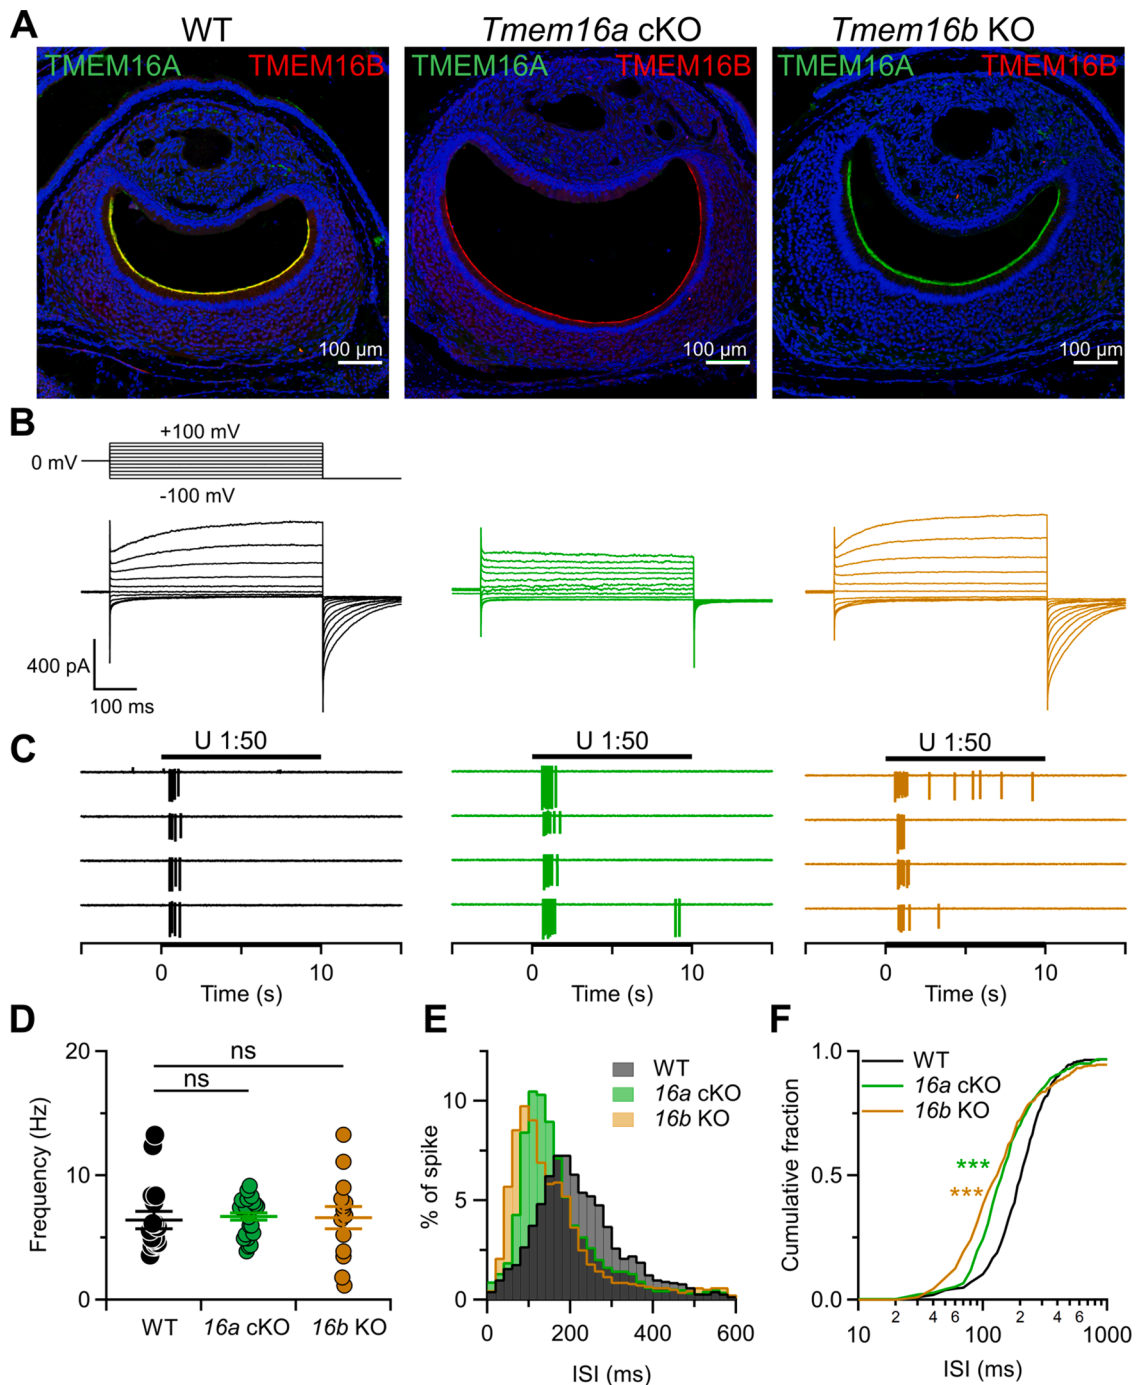 A
WT
Tmem16a cKO
Tmem16b KO
TMEM16A TMEM16B
TMEM16A TMEM16B
TMEM16A TMEM16B
100 µm
100 µm
100 µm
B
+100 mV
0 mV
-100 mV
400 pA
100 ms
C
U 1:50
U 1:50
U 1:50
0 10
Time (s)
0 10
Time (s)
0 10
Time (s)
D
20
10
0
Frequency (Hz)
ns
ns
WT 16a cKO 16b KO
E
WT
16a cKO
16b KO
10
5
0
% of spike
0 200 400 600
ISI (ms)
F
1.0
0.5
0.0
Cumulative fraction
WT
16a cKO
16b KO
***
***
10 2 4 6 100 2 4 6 1000
ISI (ms)